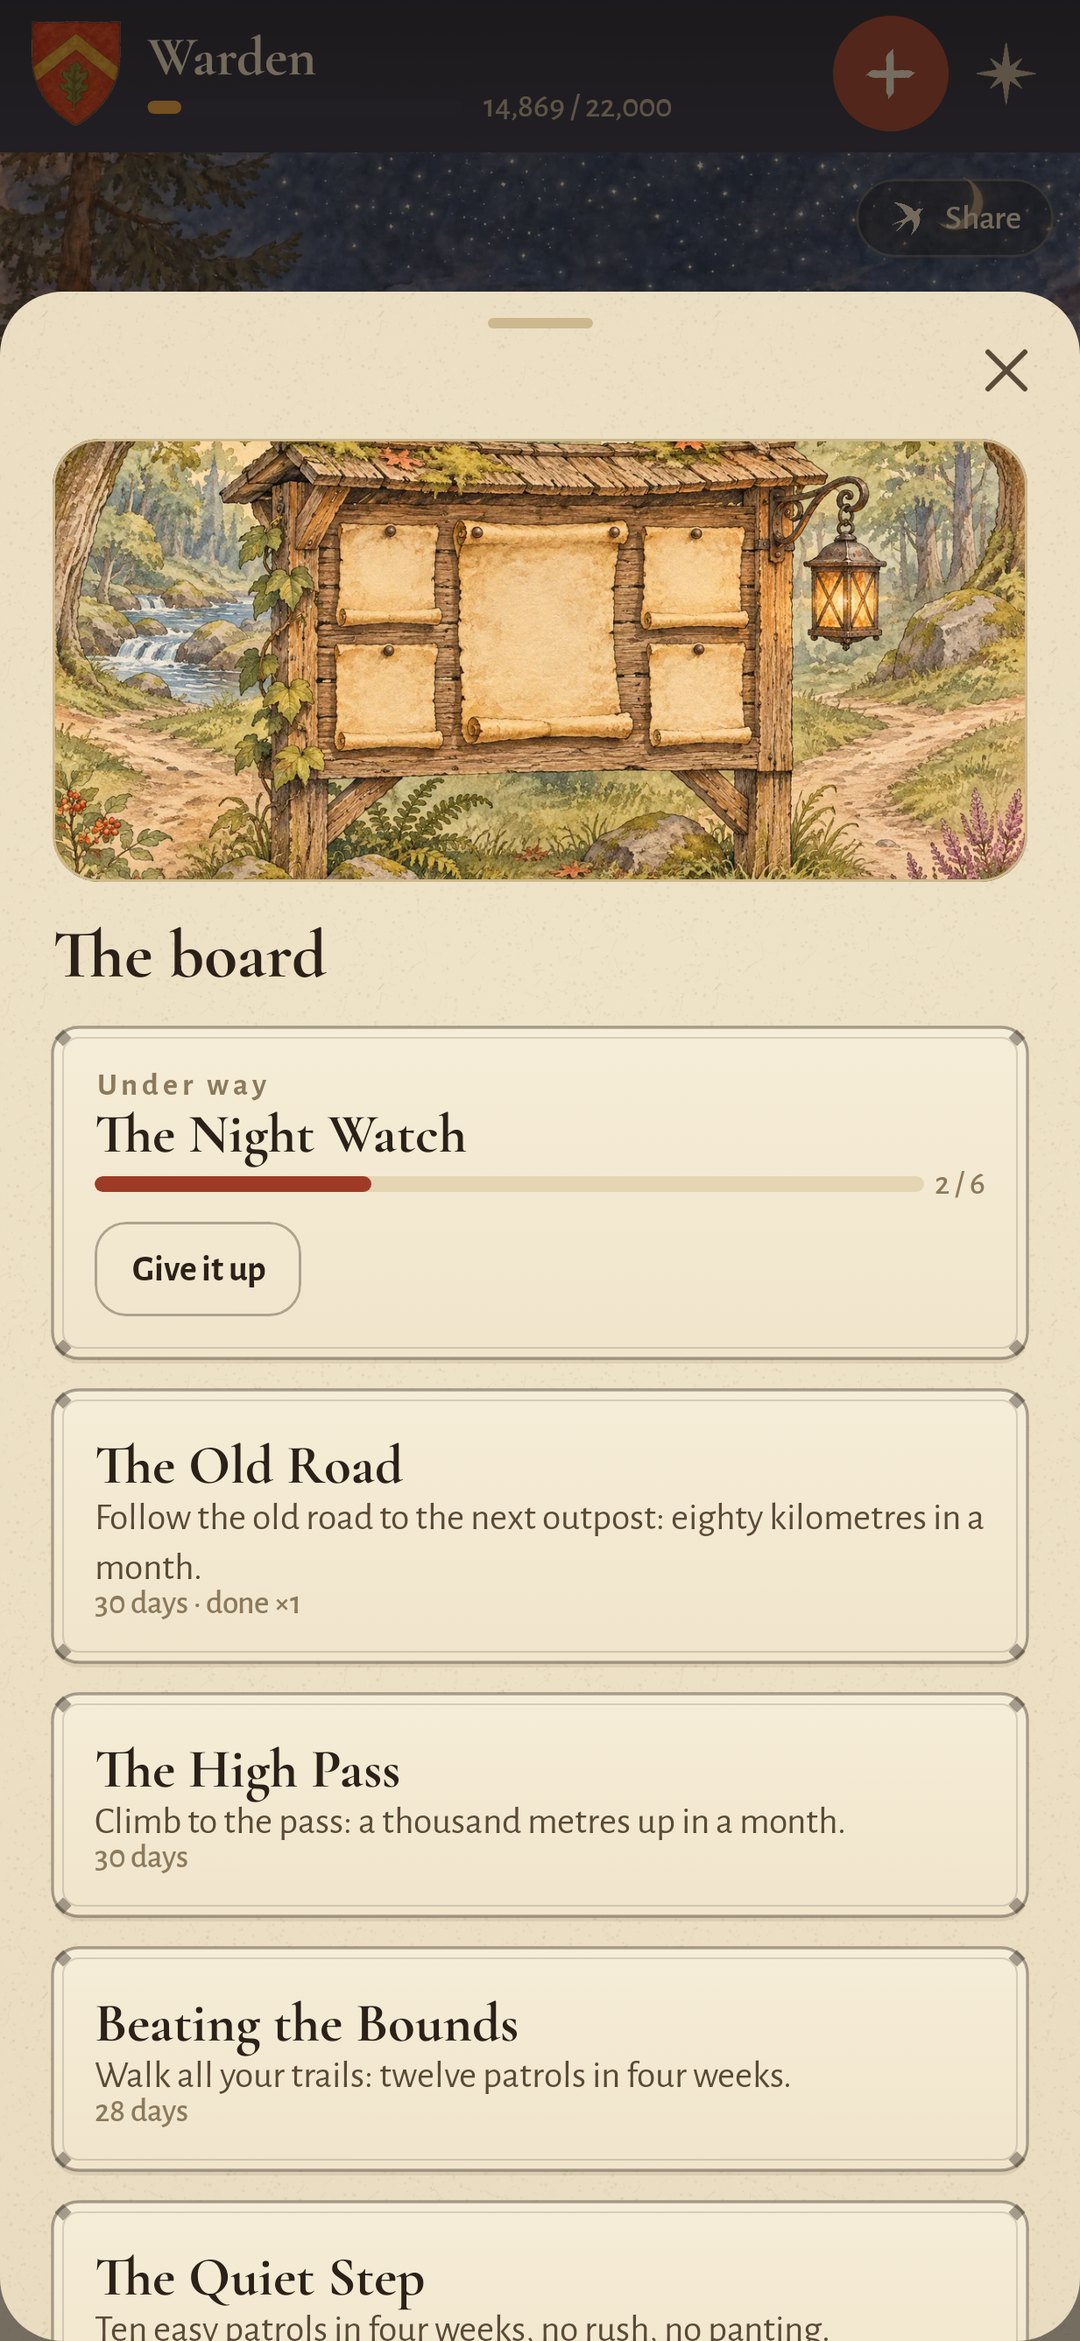 Warden
14,869 / 22,000
Share
The board
Under way
The Night Watch
2 / 6
Give it up
The Old Road
Follow the old road to the next outpost: eighty kilometres in a
month.
30 days · done ×1
The High Pass
Climb to the pass: a thousand metres up in a month.
30 days
Beating the Bounds
Walk all your trails: twelve patrols in four weeks.
28 days
The Quiet Step
Ten easy patrols in four weeks, no rush, no panting.